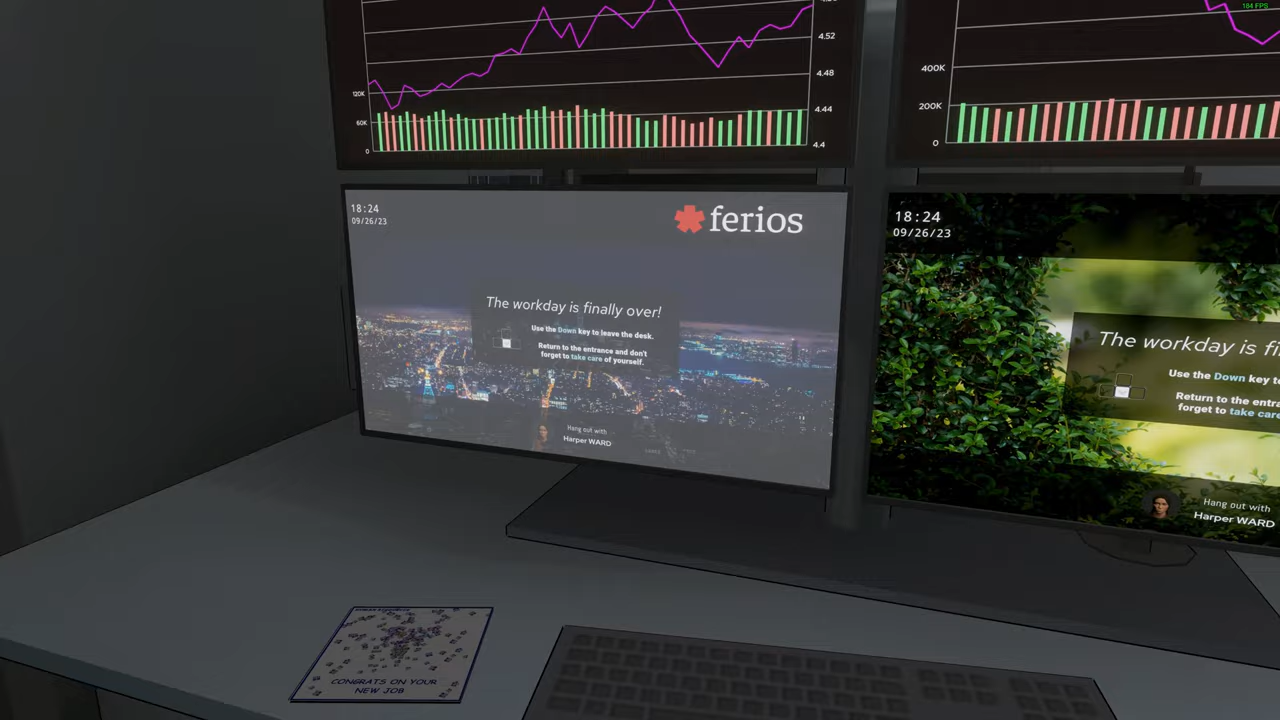 184 FPS
4.52
4.48
4.44
4.4
120K
60K
0
400K
200K
0
18:24
09/26/23
ferios
The workday is finally over!
Use the Down key to leave the desk.
Return to the entrance and don't
forget to take care of yourself.
Hang out with
Harper WARD
18:24
09/26/23
The workday is fi
Use the Down key to
Return to the entra
forget to take care
Hang out with
Harper WARD
CONGRATS ON YOUR
NEW JOB